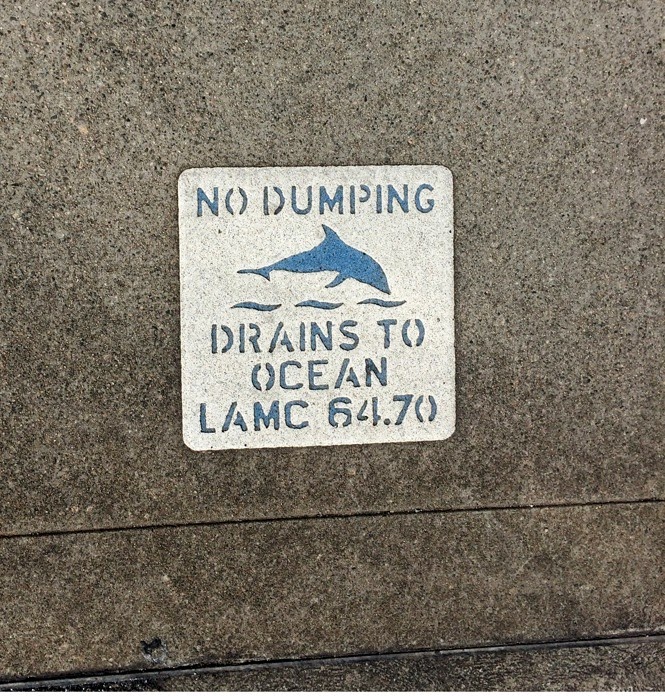 NO DUMPING
DRAINS TO
OCEAN
LAMC 64.70